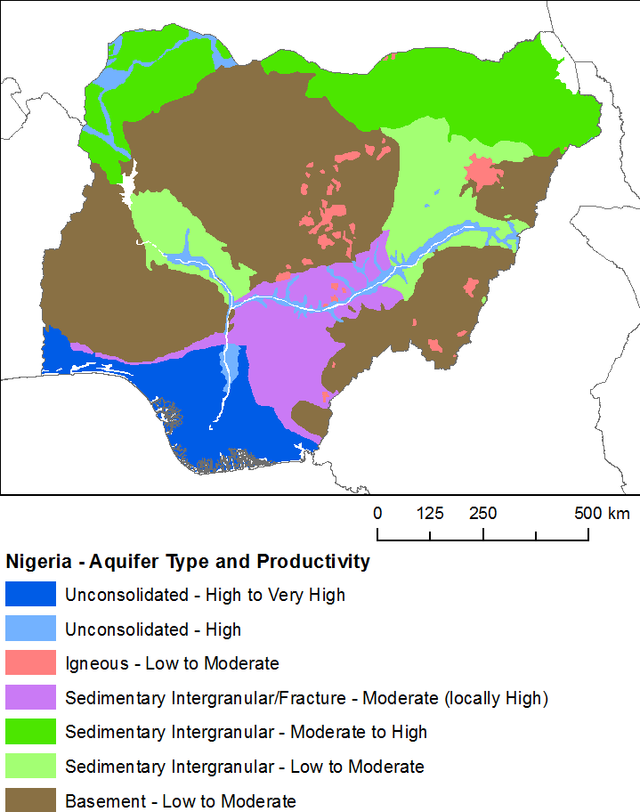 0 125 250 500 km
Nigeria - Aquifer Type and Productivity
Unconsolidated - High to Very High
Unconsolidated - High
Igneous - Low to Moderate
Sedimentary Intergranular/Fracture - Moderate (locally High)
Sedimentary Intergranular - Moderate to High
Sedimentary Intergranular - Low to Moderate
Basement - Low to Moderate